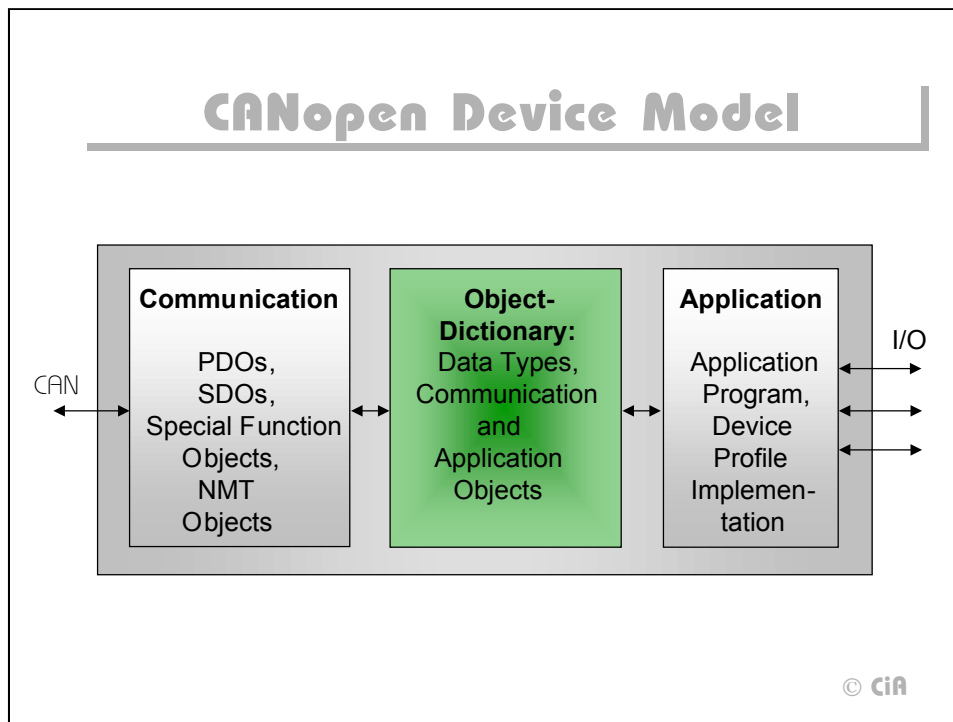 CANopen Device Model
CAN
Communication
PDOs,
SDOs,
Special Function
Objects,
NMT
Objects
Object-
Dictionary:
Data Types,
Communication
and
Application
Objects
Application
Application
Program,
Device
Profile
Implemen-
tation
I/O
© CiA